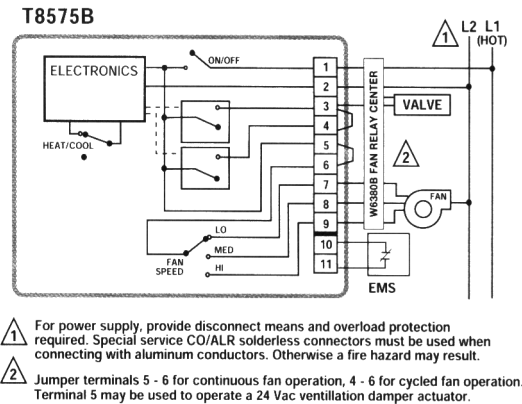 T8575B
L2 L1
(HOT)
1
ELECTRONICS
ON/OFF
HEAT/COOL
1
2
3
4
5
6
7
8
9
10
11
W6380B FAN RELAY CENTER
VALVE
2
FAN
LO
MED
HI
FAN
SPEED
EMS
1
For power supply, provide disconnect means and overload protection
required. Special service CO/ALR solderless connectors must be used when
connecting with aluminum conductors. Otherwise a fire hazard may result.
2
Jumper terminals 5 - 6 for continuous fan operation, 4 - 6 for cycled fan operation.
Terminal 5 may be used to operate a 24 Vac ventillation damper actuator.